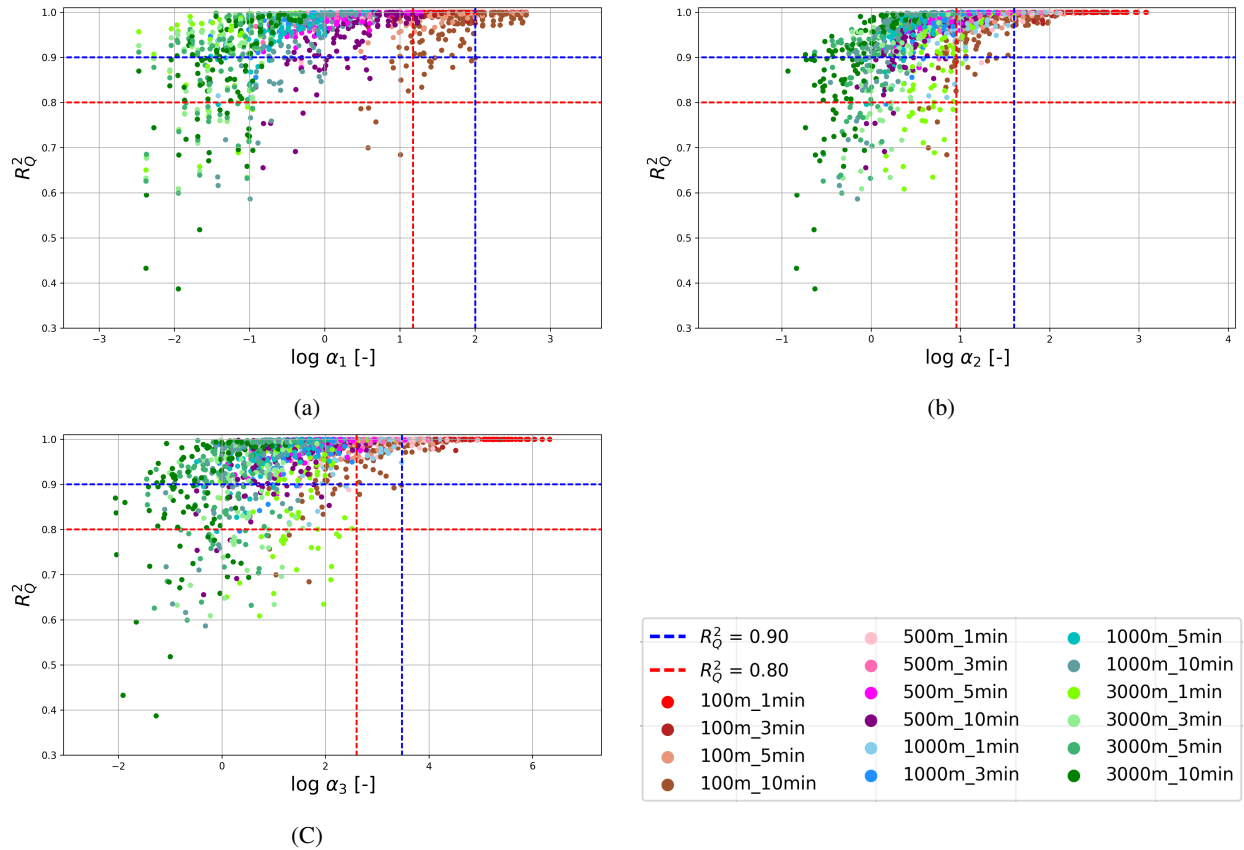 1.0
0.9
0.8
0.7
0.6
0.5
0.4
0.3
R²_Q
−3 −2 −1 0 1 2 3
log α₁ [-]
(a)
1.0
0.9
0.8
0.7
0.6
0.5
0.4
0.3
R²_Q
−1 0 1 2 3 4
log α₂ [-]
(b)
1.0
0.9
0.8
0.7
0.6
0.5
0.4
0.3
R²_Q
−2 0 2 4 6
log α₃ [-]
(C)
R²_Q = 0.90
R²_Q = 0.80
100m_1min
100m_3min
100m_5min
100m_10min
500m_1min
500m_3min
500m_5min
500m_10min
1000m_1min
1000m_3min
1000m_5min
1000m_10min
3000m_1min
3000m_3min
3000m_5min
3000m_10min